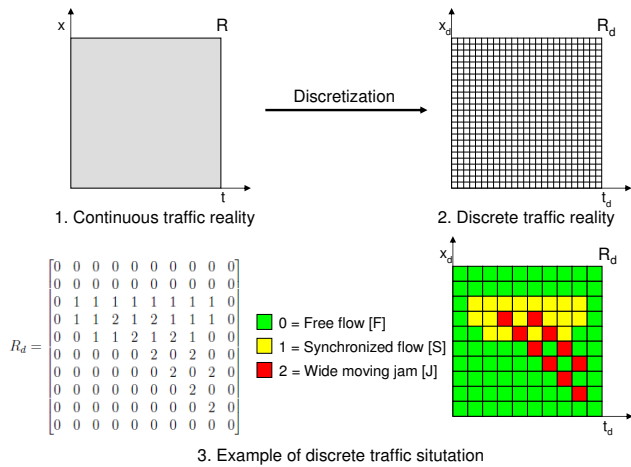 x R
t
1. Continuous traffic reality
Discretization
x_d R_d
t_d
2. Discrete traffic reality
R_d =
0 0 0 0 0 0 0 0 0 0
0 0 0 0 0 0 0 0 0 0
0 1 1 1 1 1 1 1 1 0
0 1 1 2 1 2 1 1 1 0
0 0 1 1 2 1 2 1 0 0
0 0 0 0 0 2 0 2 0 0
0 0 0 0 0 0 2 0 2 0
0 0 0 0 0 0 0 2 0 0
0 0 0 0 0 0 0 0 2 0
0 0 0 0 0 0 0 0 0 0
0 = Free flow [F]
1 = Synchronized flow [S]
2 = Wide moving jam [J]
x_d R_d
t_d
3. Example of discrete traffic situtation